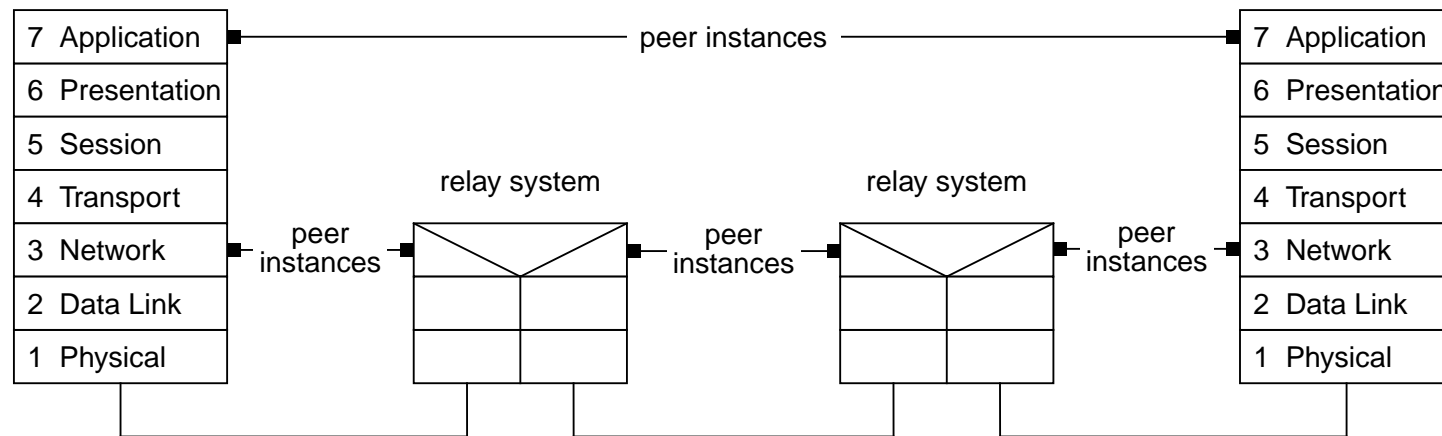 7 Application
peer instances
7 Application
6 Presentation
6 Presentation
5 Session
5 Session
relay system
relay system
4 Transport
4 Transport
3 Network
peer
instances
peer
instances
peer
instances
3 Network
2 Data Link
2 Data Link
1 Physical
1 Physical